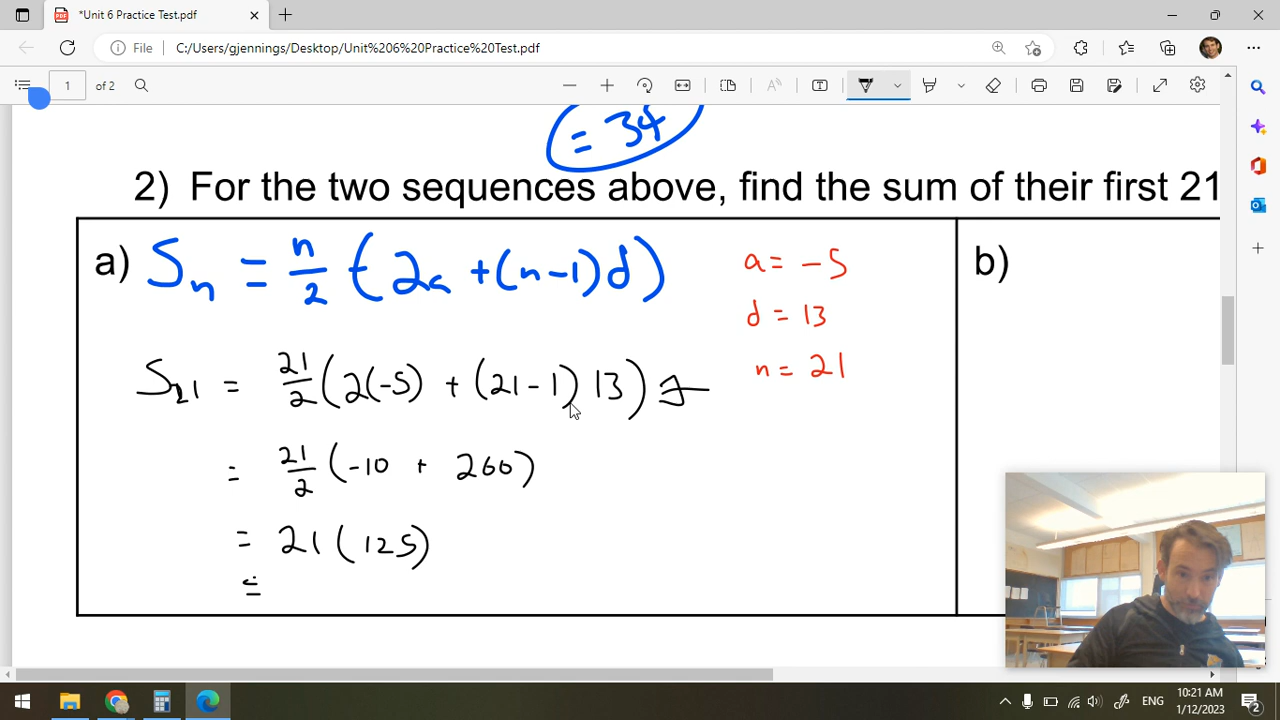 *Unit 6 Practice Test.pdf
File C:/Users/gjennings/Desktop/Unit%206%20Practice%20Test.pdf
1 of 2
= 34
2) For the two sequences above, find the sum of their first 21
a) Sn = n/2 (2a + (n-1)d) a = -5 b)
d = 13
S21 = 21/2 (2(-5) + (21-1)13) n = 21
= 21/2 (-10 + 260)
= 21(125)
=
ENG 10:21 AM
1/12/2023 2